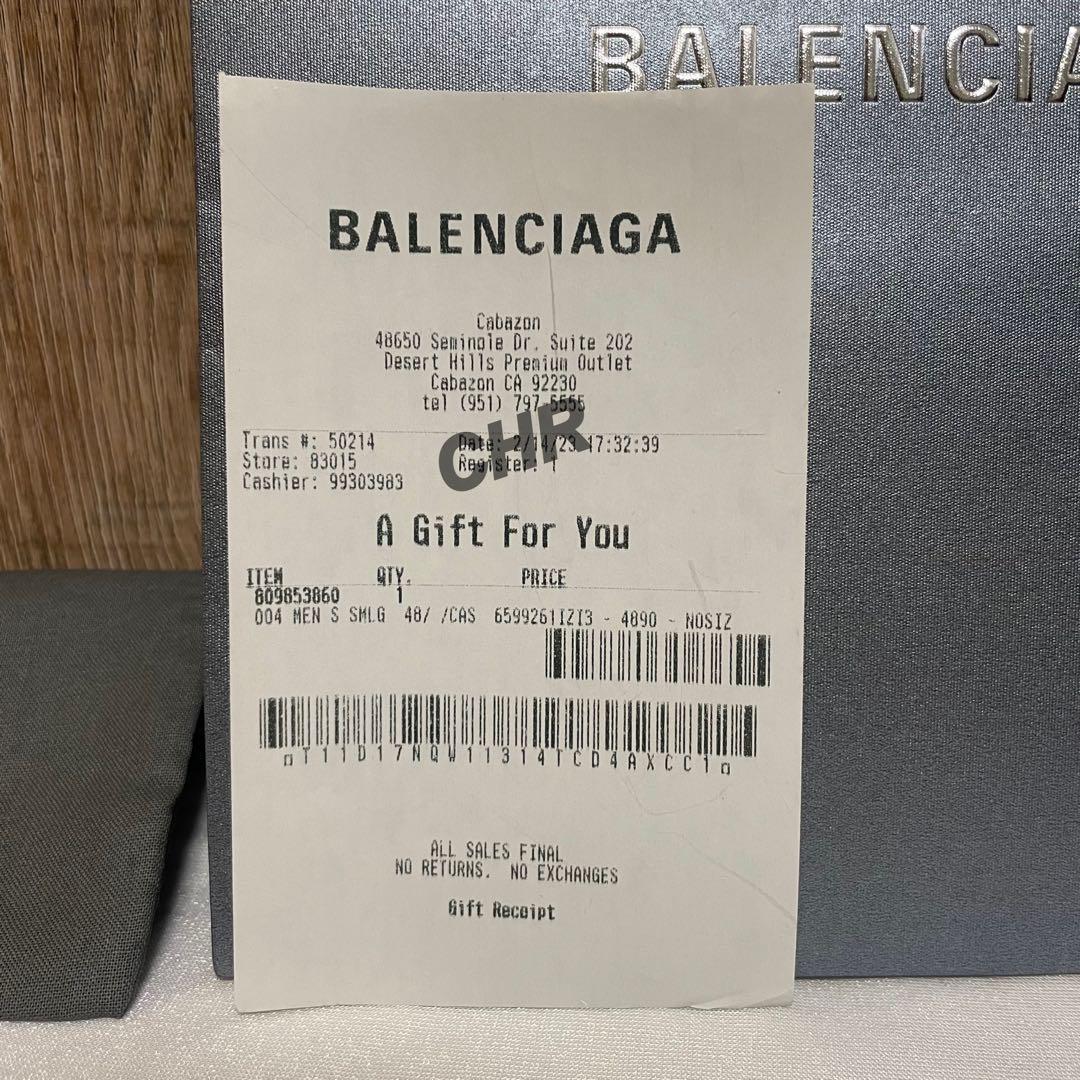 BALENCIA
BALENCIAGA
Cabazon
48650 Seminole Dr. Suite 202
Desert Hills Premium Outlet
Cabazon CA 92230
tel (951) 797-5555
CHR
Trans #: 50214 Date: 2/14/23 17:32:39
Store: 83015 Register: 1
Cashier: 99303983
A Gift For You
ITEM QTY. PRICE
809853860 1
004 MEN S SMLG 48/ /CAS 6599261IZI3 - 4890 - NOSIZ
T11D17NQW11314TCD4AXCC1
ALL SALES FINAL
NO RETURNS. NO EXCHANGES
Gift Receipt